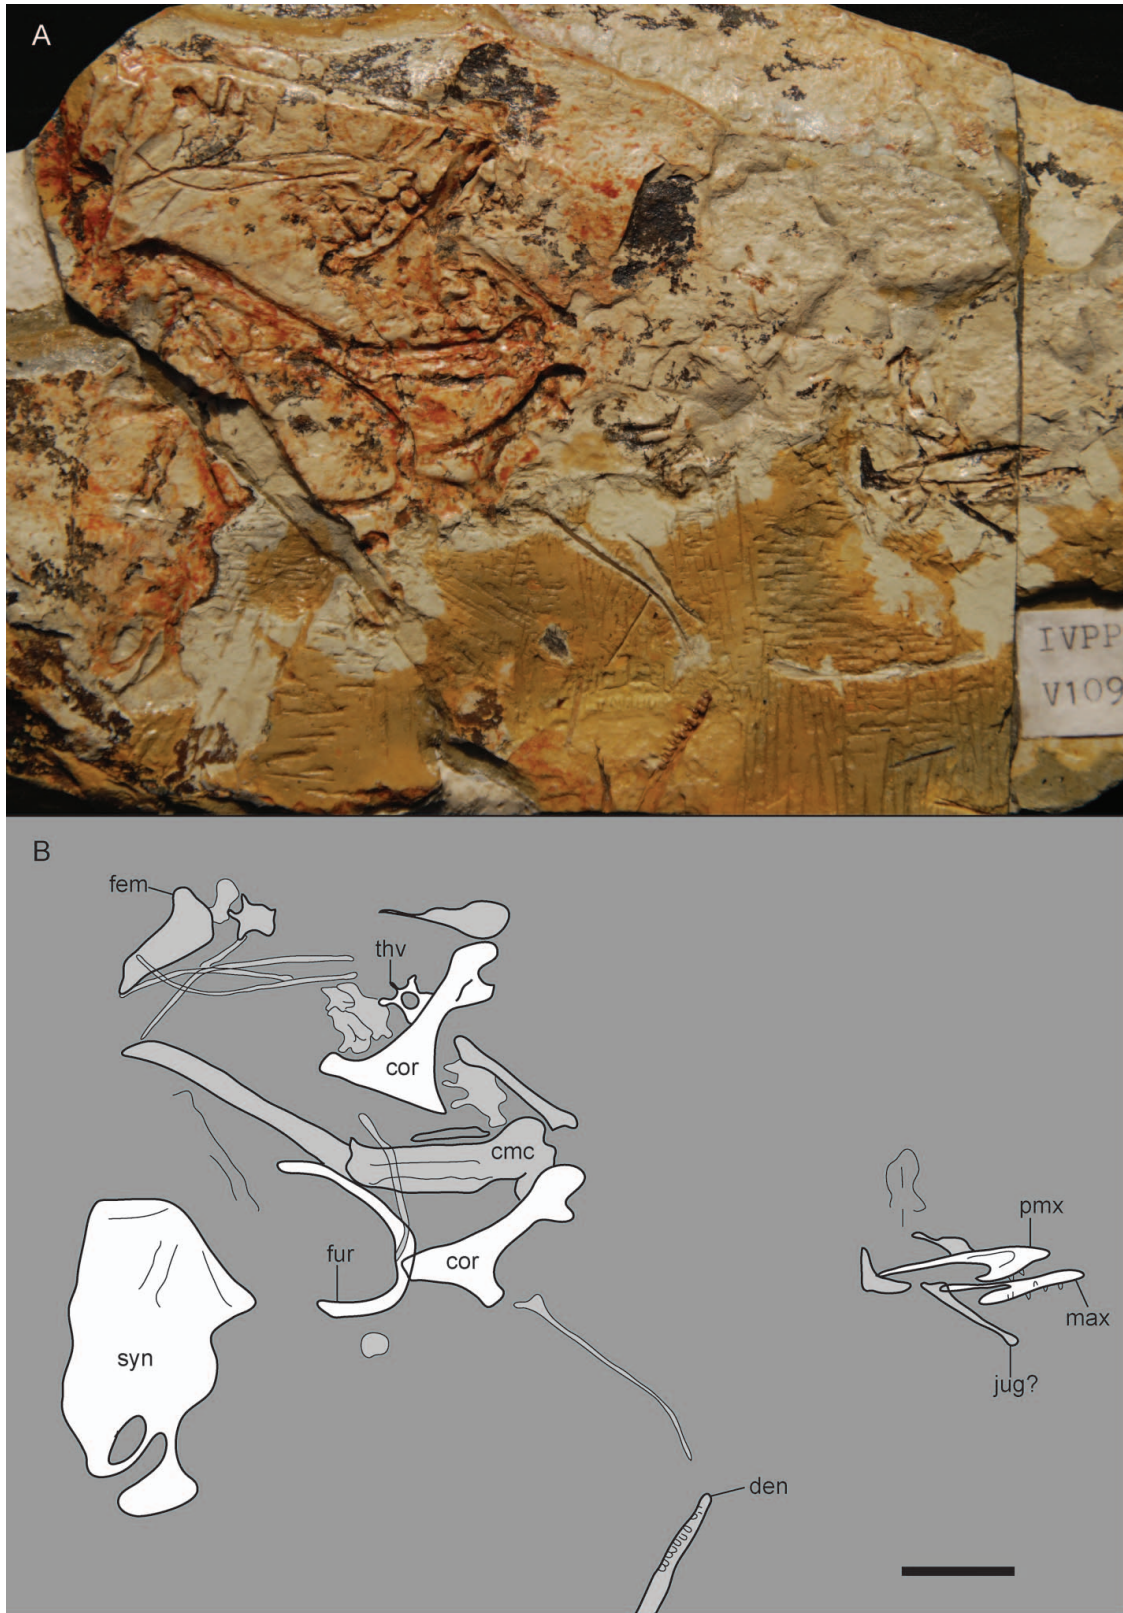 A
IVPP
V109
B
fem
thv
cor
cmc
fur
cor
syn
pmx
max
jug?
den